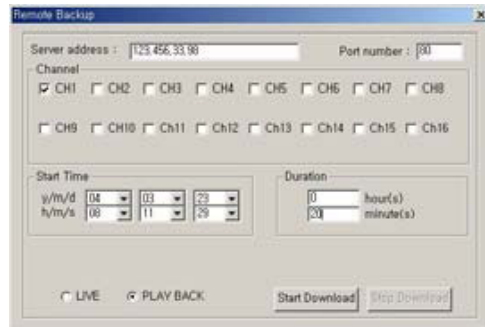 Remote Backup
Server address : 123,456,33,98 Port number : 80
Channel
CH1 CH2 CH3 CH4 CH5 CH6 CH7 CH8
CH9 CH10 Ch11 Ch12 Ch13 Ch14 Ch15 Ch16
Start Time
y/m/d 04 03 23
h/m/s 08 11 29
Duration
0 hour(s)
20 minute(s)
LIVE PLAY BACK Start Download Stop Download